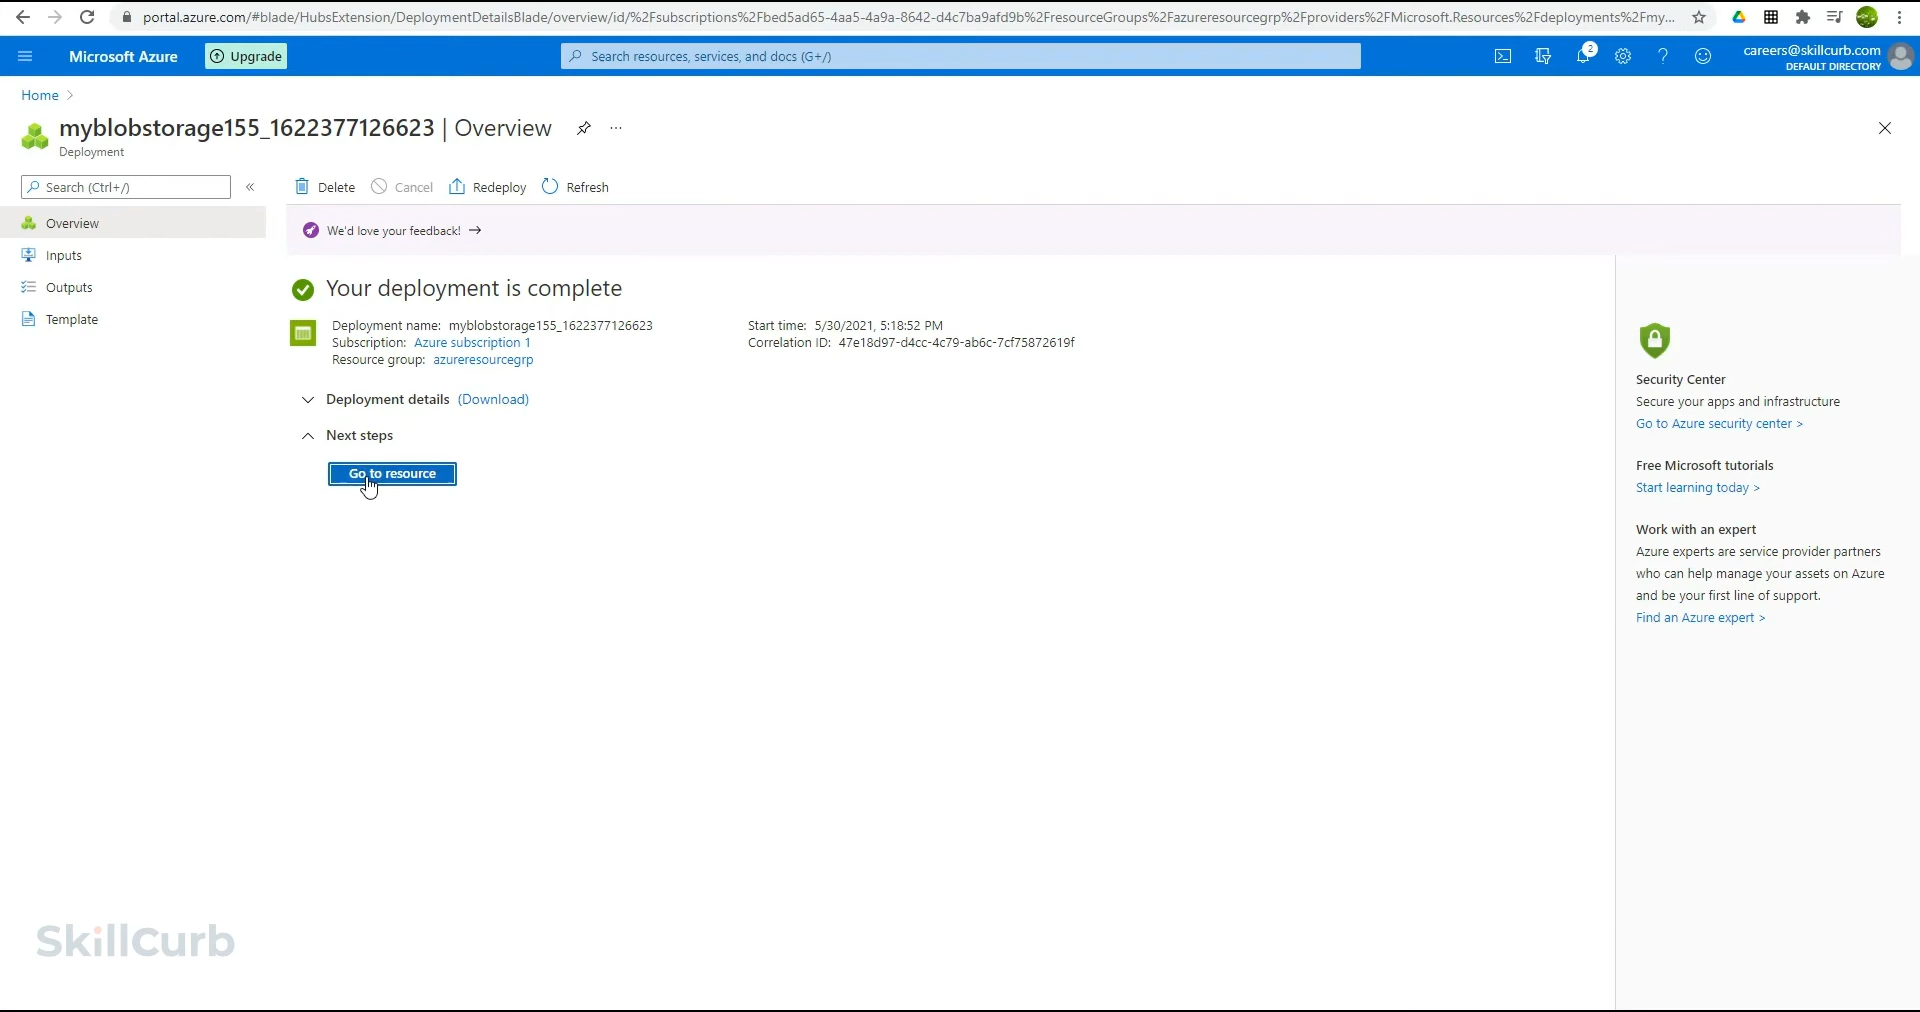 portal.azure.com/#blade/HubsExtension/DeploymentDetailsBlade/overview/id/%2Fsubscriptions%2Fbed5ad65-4aa5-4a9a-8642-d4c7ba9afd9b%2FresourceGroups%2Fazureresourcegrp%2Fproviders%2FMicrosoft.Resources%2Fdeployments%2Fmy...
Microsoft Azure
Upgrade
Search resources, services, and docs (G+/)
2
careers@skillcurb.com
DEFAULT DIRECTORY
Home >
myblobstorage155_1622377126623 | Overview ...
Deployment
Search (Ctrl+/)
«
Delete
Cancel
Redeploy
Refresh
Overview
Inputs
Outputs
Template
We'd love your feedback! →
Your deployment is complete
Deployment name: myblobstorage155_1622377126623
Subscription: Azure subscription 1
Resource group: azureresourcegrp
Start time: 5/30/2021, 5:18:52 PM
Correlation ID: 47e18d97-d4cc-4c79-ab6c-7cf75872619f
Deployment details (Download)
Next steps
Go to resource
Security Center
Secure your apps and infrastructure
Go to Azure security center >
Free Microsoft tutorials
Start learning today >
Work with an expert
Azure experts are service provider partners
who can help manage your assets on Azure
and be your first line of support.
Find an Azure expert >
SkillCurb